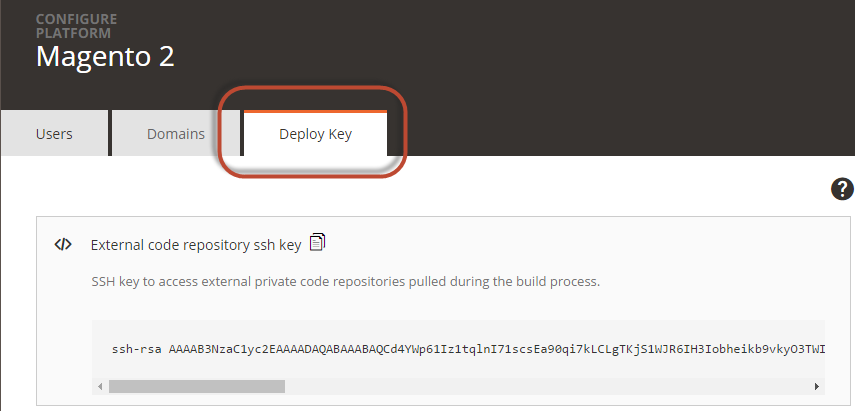 CONFIGURE
PLATFORM
Magento 2
Users
Domains
Deploy Key
?
</> External code repository ssh key
SSH key to access external private code repositories pulled during the build process.
ssh-rsa AAAAB3NzaC1yc2EAAAADAQABAAABAQCd4YWp61Iz1tqlnI71scsEa90qi7kLCLgTKjS1WJR6IH3Iobheikb9vkyO3TWI